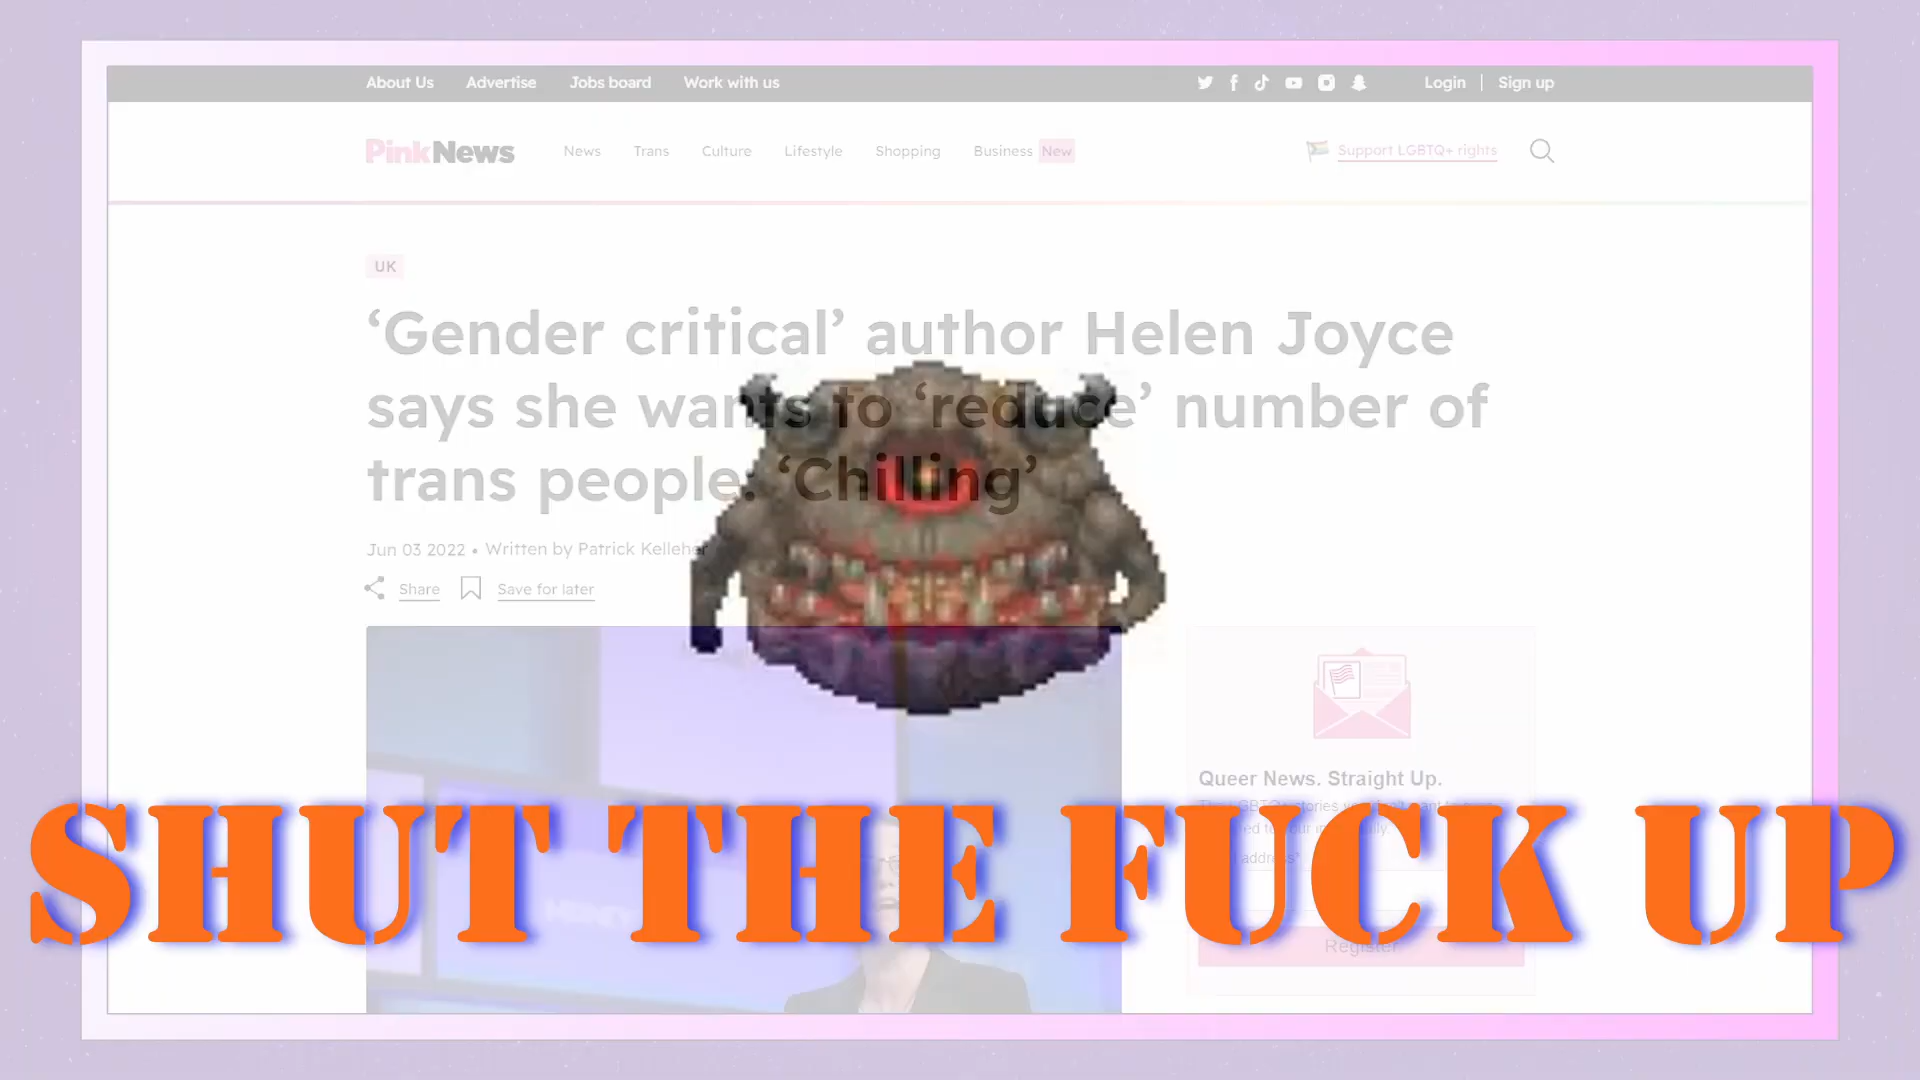 About Us Advertise Jobs board Work with us Login | Sign up
PinkNews News Trans Culture Lifestyle Shopping Business New Support LGBTQ+ rights
UK
‘Gender critical’ author Helen Joyce
says she wants to ‘reduce’ number of
trans people: ‘Chilling’
Jun 03 2022 • Written by Patrick Kelleher
Share Save for later
Queer News. Straight Up.
SHUT THE FUCK UP
Register